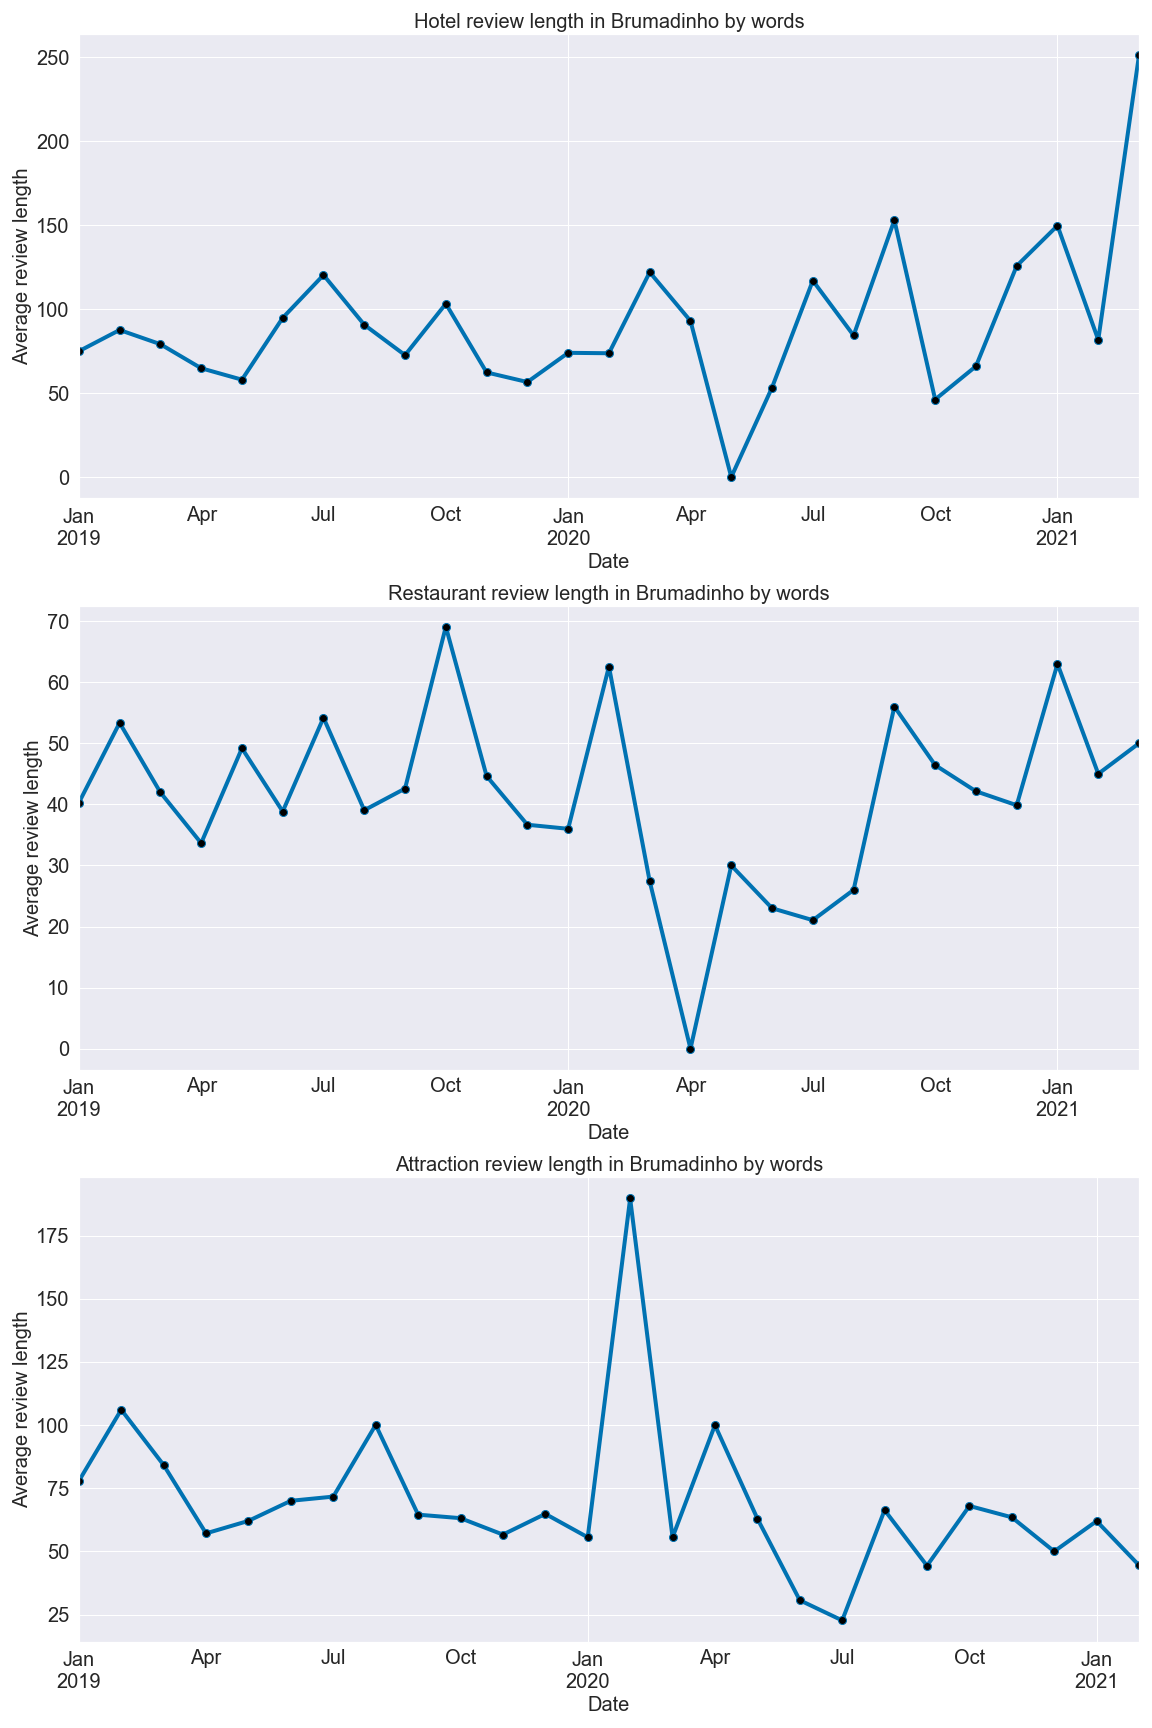 Hotel review length in Brumadinho by words
250
200
150
100
50
0
Average review length
Jan Apr Jul Oct Jan Apr Jul Oct Jan
2019 2020 2021
Date
Restaurant review length in Brumadinho by words
70
60
50
40
30
20
10
0
Average review length
Jan Apr Jul Oct Jan Apr Jul Oct Jan
2019 2020 2021
Date
Attraction review length in Brumadinho by words
175
150
125
100
75
50
25
Average review length
Jan Apr Jul Oct Jan Apr Jul Oct Jan
2019 2020 2021
Date